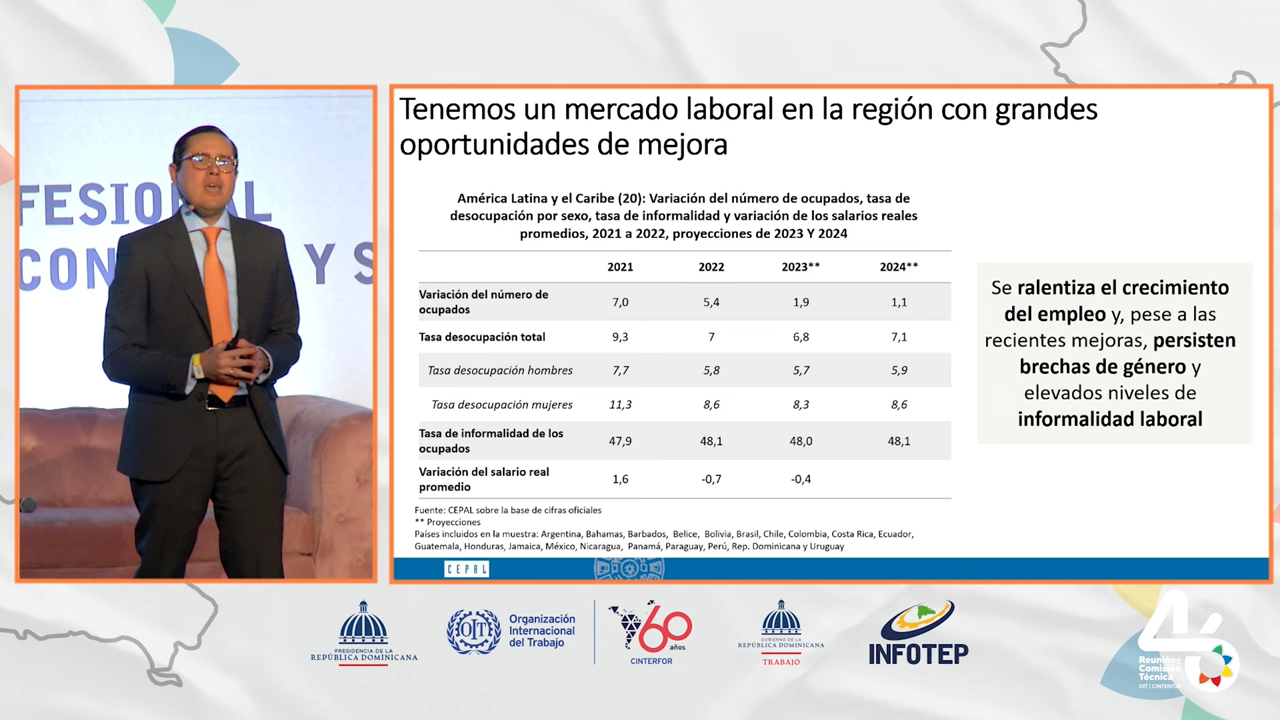 FESIONAL
CON
Y S
Tenemos un mercado laboral en la región con grandes
oportunidades de mejora
América Latina y el Caribe (20): Variación del número de ocupados, tasa de
desocupación por sexo, tasa de informalidad y variación de los salarios reales
promedios, 2021 a 2022, proyecciones de 2023 Y 2024
2021 2022 2023** 2024**
Variación del número de
ocupados 7,0 5,4 1,9 1,1
Tasa desocupación total 9,3 7 6,8 7,1
Tasa desocupación hombres 7,7 5,8 5,7 5,9
Tasa desocupación mujeres 11,3 8,6 8,3 8,6
Tasa de informalidad de los
ocupados 47,9 48,1 48,0 48,1
Variación del salario real
promedio 1,6 -0,7 -0,4
Fuente: CEPAL sobre la base de cifras oficiales
** Proyecciones
Países incluidos en la muestra: Argentina, Bahamas, Barbados, Belice, Bolivia, Brasil, Chile, Colombia, Costa Rica, Ecuador,
Guatemala, Honduras, Jamaica, México, Nicaragua, Panamá, Paraguay, Perú, Rep. Dominicana y Uruguay
Se ralentiza el crecimiento
del empleo y, pese a las
recientes mejoras, persisten
brechas de género y
elevados niveles de
informalidad laboral
CEPAL
PRESIDENCIA DE LA
REPÚBLICA DOMINICANA
OIT
Organización
Internacional
del Trabajo
60
años
CINTERFOR
GOBIERNO DE LA
REPÚBLICA DOMINICANA
TRABAJO
INFOTEP
46
Reunión
Comisión
Técnica
OIT | CINTERFOR